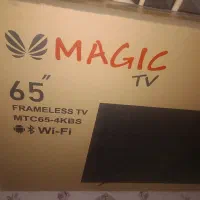 MAGIC
TV
65"
FRAMELESS TV
MTC65-4KBS
Wi-Fi